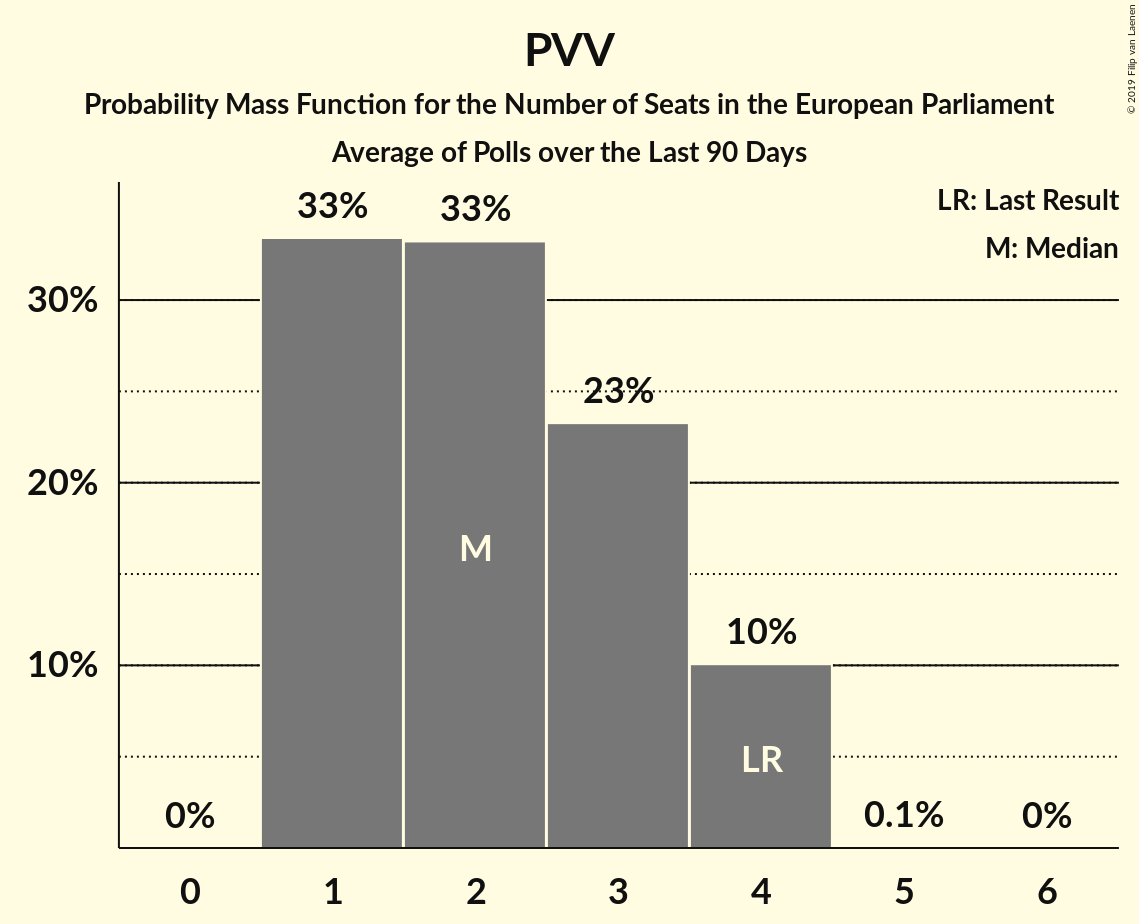 PVV
Probability Mass Function for the Number of Seats in the European Parliament
Average of Polls over the Last 90 Days
© 2019 Filip van Laenen
LR: Last Result
M: Median
33%
33%
30%
23%
20%
M
10%
10%
LR
0%
0.1%
0%
0
1
2
3
4
5
6